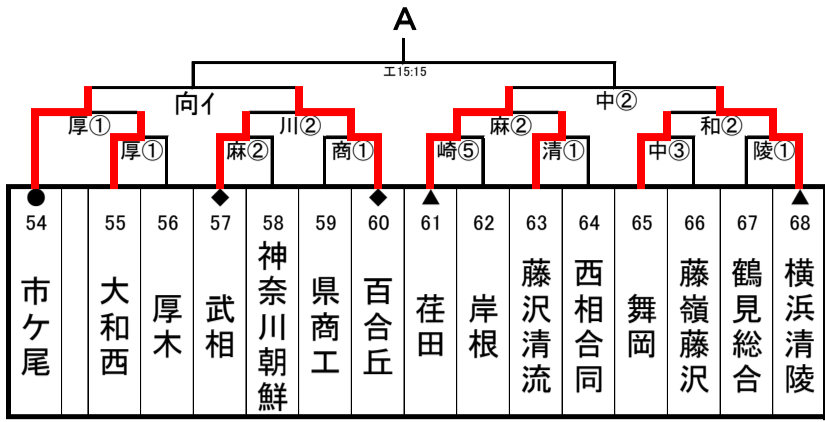 A
エ15:15
向イ
中②
厚①
川②
麻②
和②
厚①
麻②
商①
崎⑤
清①
中③
陵①
● ◆ ◆ ▲ ▲
54 55 56 57 58 59 60 61 62 63 64 65 66 67 68
市ケ尾
大和西
厚木
武相
神奈川朝鮮
県商工
百合丘
荏田
岸根
藤沢清流
西相合同
舞岡
藤嶺藤沢
鶴見総合
横浜清陵